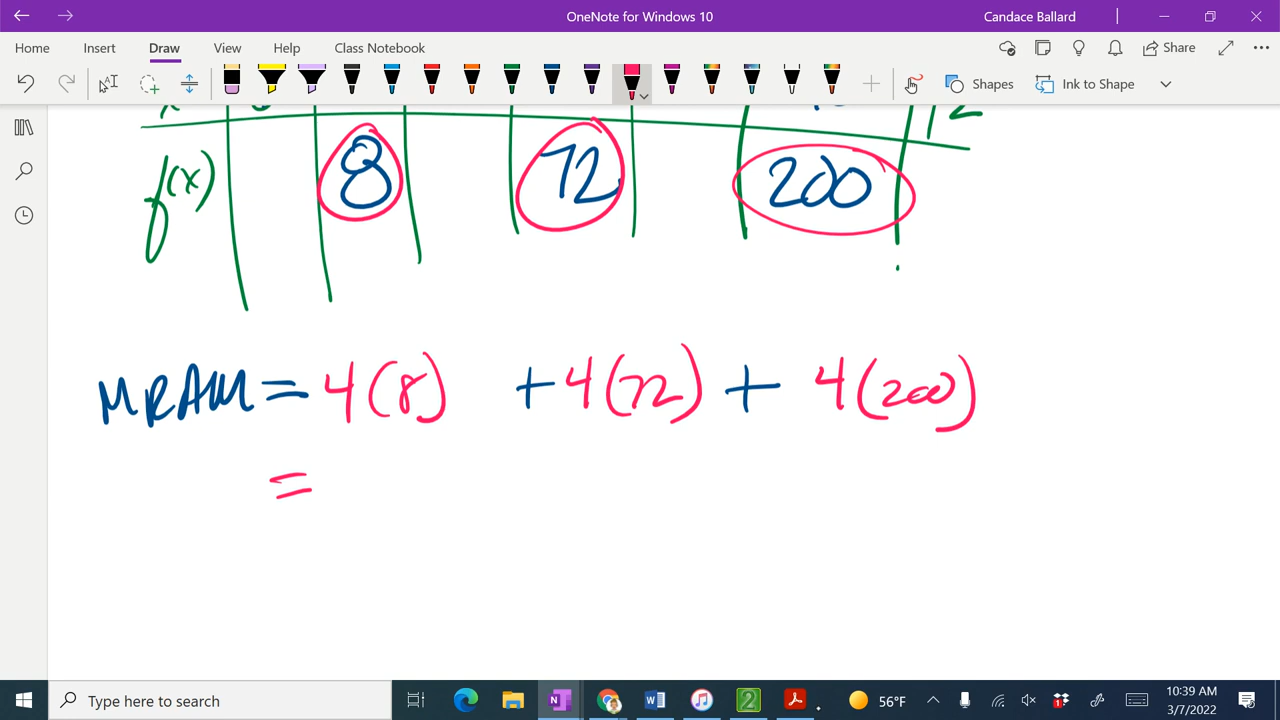 OneNote for Windows 10
Candace Ballard
Home Insert Draw View Help Class Notebook Share
Shapes Ink to Shape
f(x) 8 72 200
MRAM = 4(8) + 4(72) + 4(200)
=
Type here to search
56°F
10:39 AM
3/7/2022